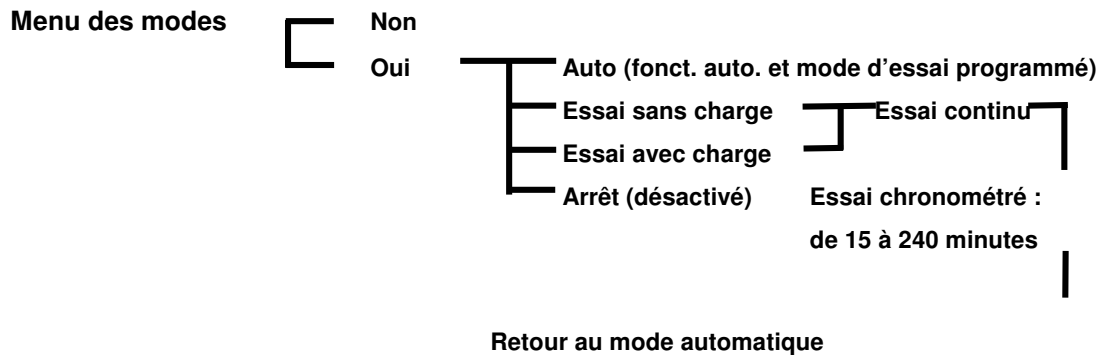 Menu des modes
Non
Oui
Auto (fonct. auto. et mode d'essai programmé)
Essai sans charge
Essai continu
Essai avec charge
Arrêt (désactivé)
Essai chronométré :
de 15 à 240 minutes
Retour au mode automatique